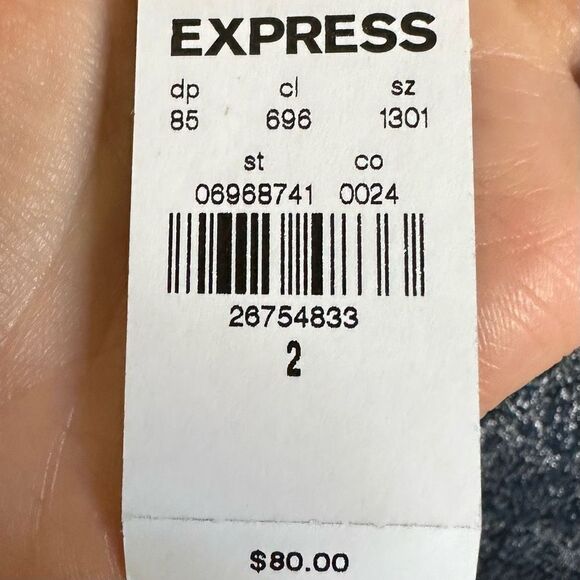 EXPRESS
dp cl sz
85 696 1301
st co
06968741 0024
26754833
2
$80.00